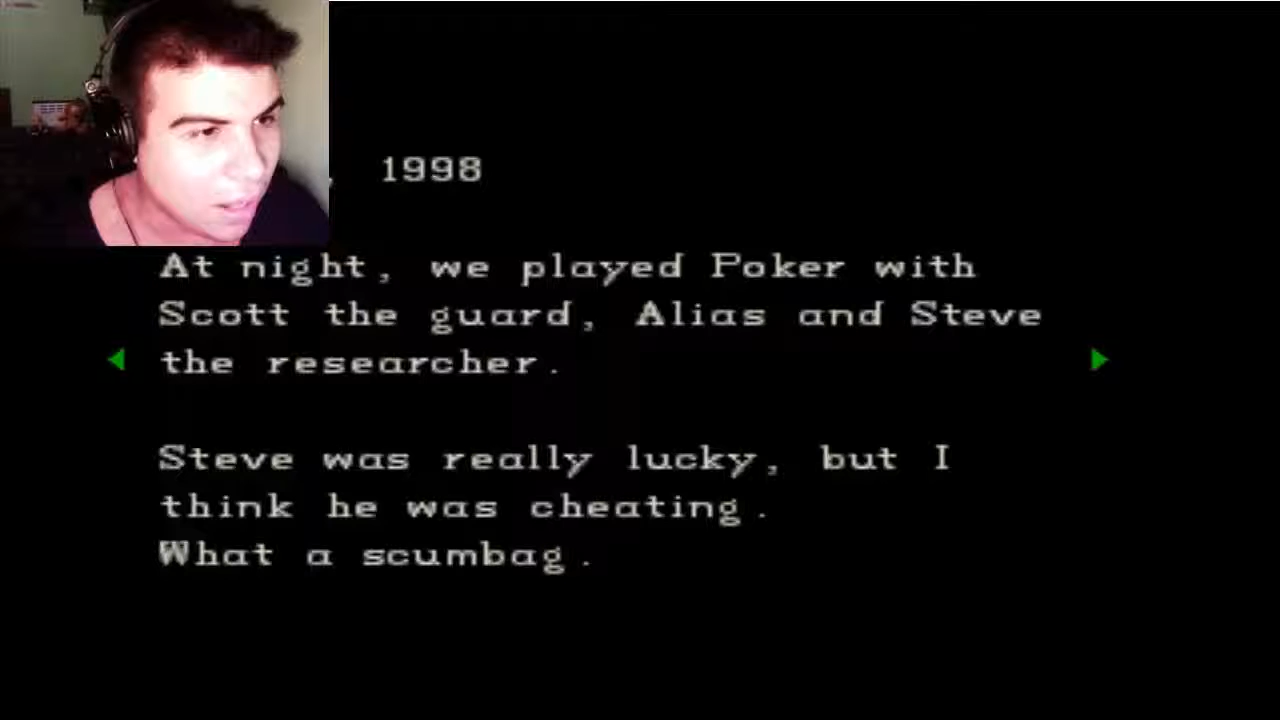 , 1998
At night, we played Poker with
Scott the guard, Alias and Steve
the researcher.
Steve was really lucky, but I
think he was cheating.
What a scumbag.